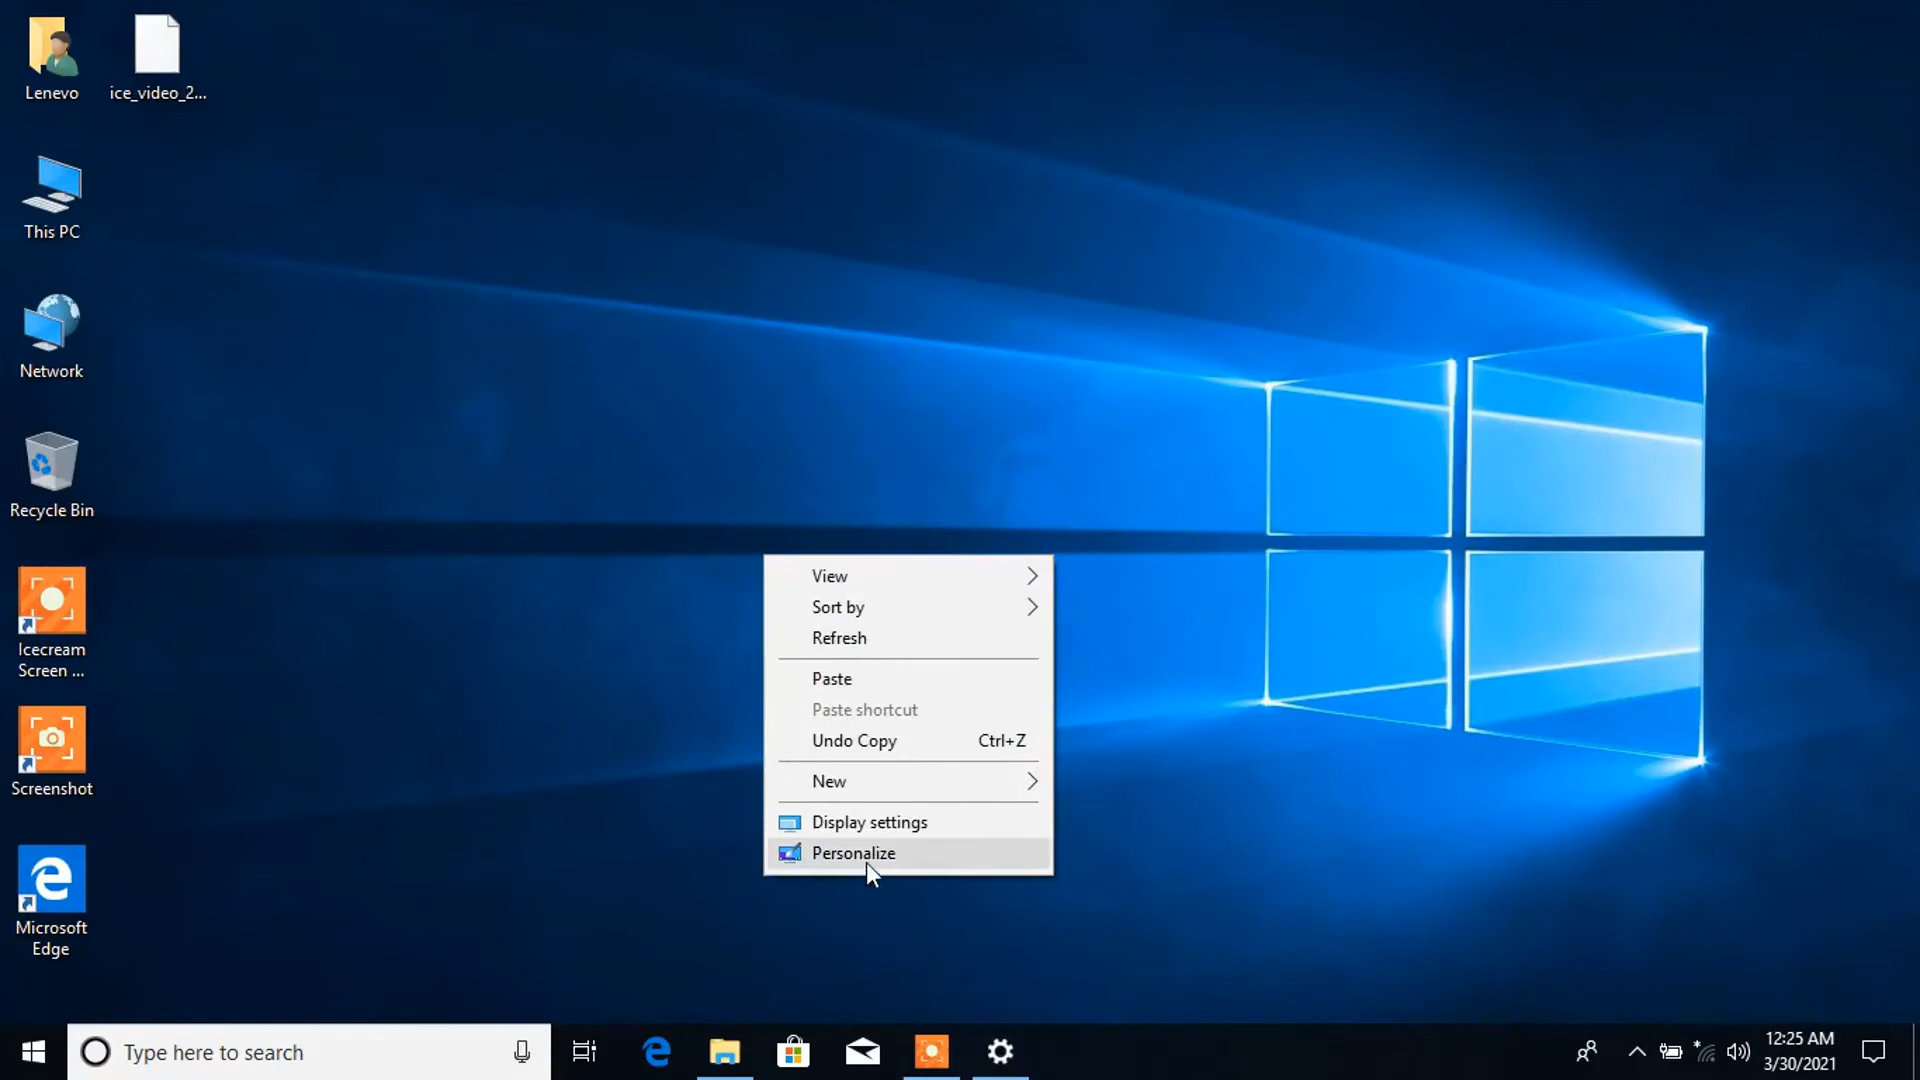 Lenevo
ice_video_2...
This PC
Network
Recycle Bin
Icecream
Screen ...
Screenshot
Microsoft
Edge
View
Sort by
Refresh
Paste
Paste shortcut
Undo Copy Ctrl+Z
New
Display settings
Personalize
Type here to search
12:25 AM
3/30/2021